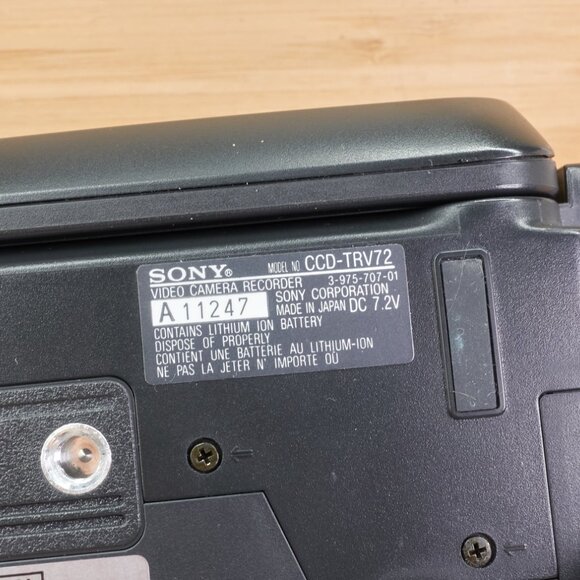 SONY® MODEL NO CCD-TRV72
VIDEO CAMERA RECORDER 3-975-707-01
A 11247 SONY CORPORATION
MADE IN JAPAN DC 7.2V
CONTAINS LITHIUM ION BATTERY
DISPOSE OF PROPERLY
CONTIENT UNE BATTERIE AU LITHIUM-ION
NE PAS LA JETER N' IMPORTE OÙ